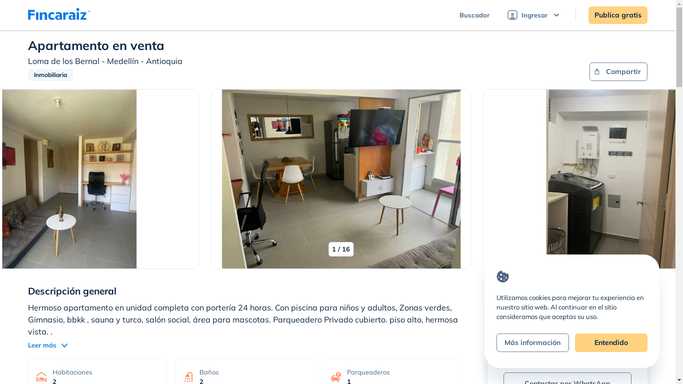 Fincaraiz
Buscador
Ingresar
Publica gratis
Apartamento en venta
Loma de los Bernal - Medellín - Antioquia
Inmobiliaria
Compartir
1 / 16
Descripción general
Hermoso apartamento en unidad completa con portería 24 horas. Con piscina para niños y adultos, Zonas verdes,
Gimnasio, bbkk , sauna y turco, salón social, área para mascotas. Parqueadero Privado cubierto. piso alto, hermosa
vista. .
Leer más
Habitaciones
2
Baños
2
Parqueaderos
1
Utilizamos cookies para mejorar tu experiencia en
nuestro sitio web. Al continuar en el sitio
consideramos que aceptas su uso.
Más información
Entendido
Contactar por WhatsApp